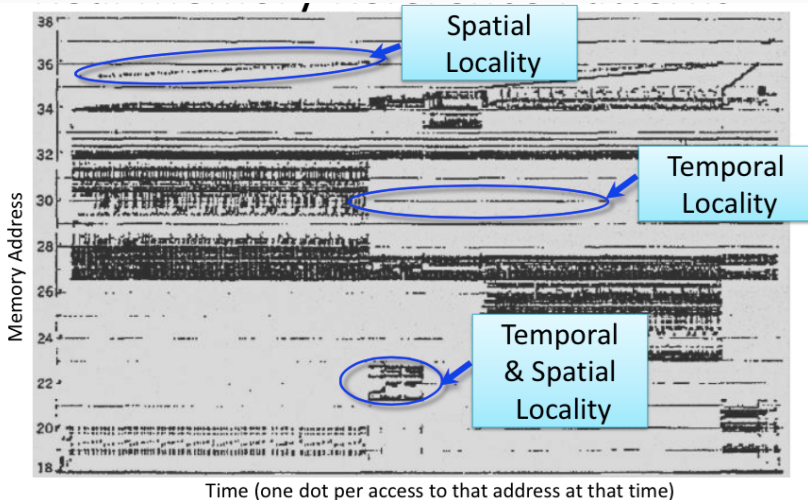 Spatial
Locality
38
36
34
32
30
28
26
24
22
20
18
Temporal
Locality
Temporal
& Spatial
Locality
Memory Address
Time (one dot per access to that address at that time)